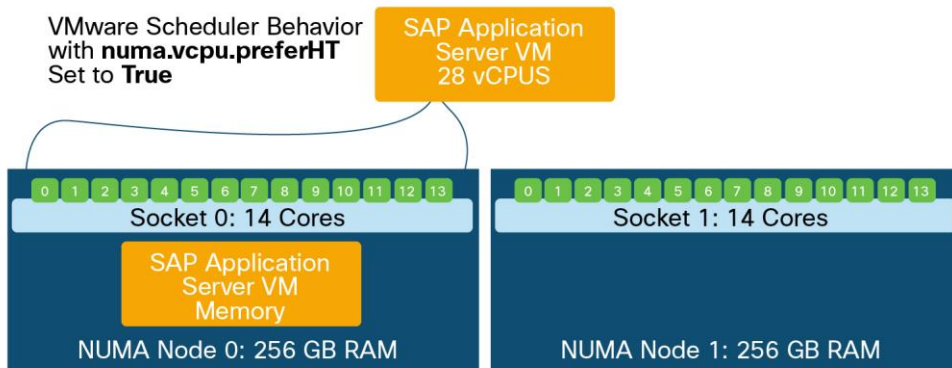 VMware Scheduler Behavior
with numa.vcpu.preferHT
Set to True
SAP Application
Server VM
28 vCPUS
0 1 2 3 4 5 6 7 8 9 10 11 12 13
Socket 0: 14 Cores
SAP Application
Server VM
Memory
NUMA Node 0: 256 GB RAM
0 1 2 3 4 5 6 7 8 9 10 11 12 13
Socket 1: 14 Cores
NUMA Node 1: 256 GB RAM